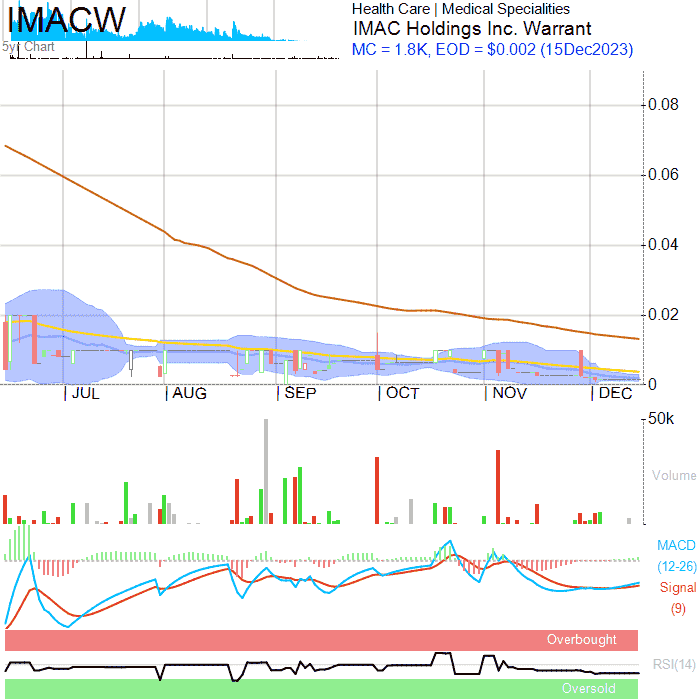 IMACW
5yr Chart
Health Care | Medical Specialities
IMAC Holdings Inc. Warrant
MC = 1.8K, EOD = $0.002 (15Dec2023)
0.08
0.06
0.04
0.02
0
JUL AUG SEP OCT NOV DEC
50k
Volume
MACD
(12-26)
Signal
(9)
Overbought
RSI(14)
Oversold